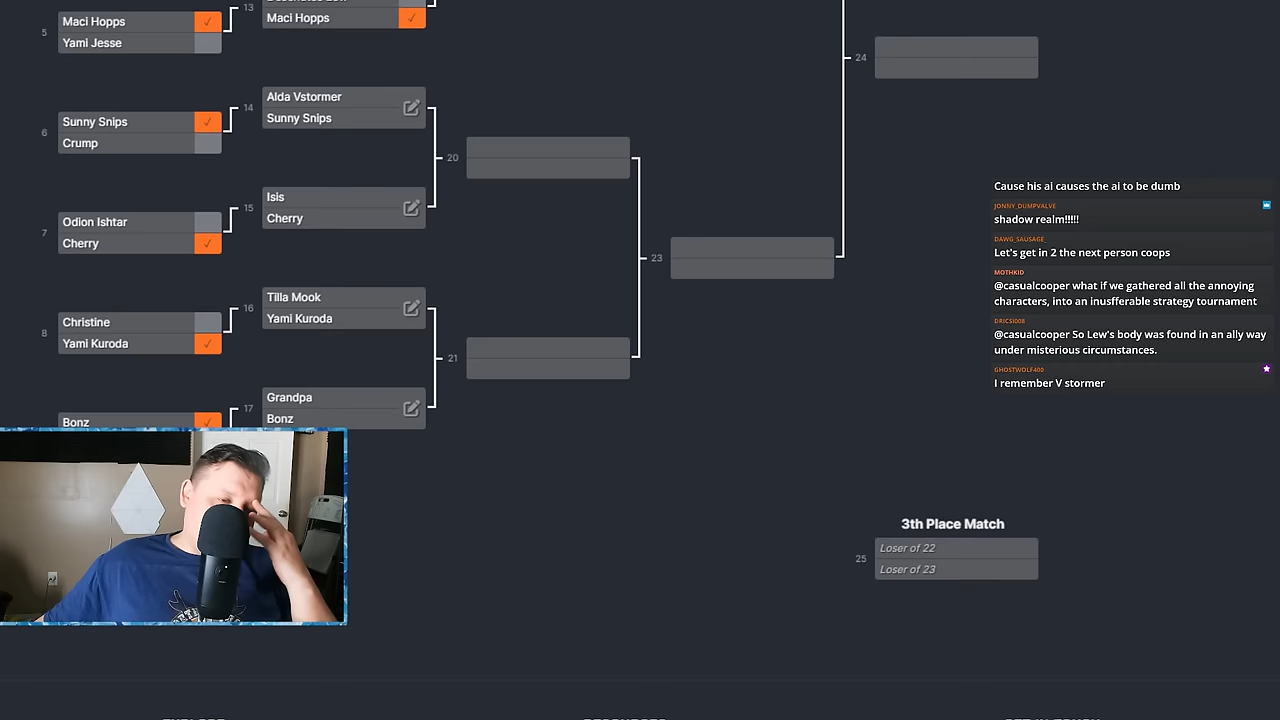 5
Maci Hopps
Yami Jesse
13
Maci Hopps
24
6
Sunny Snips
Crump
14
Alda Vstormer
Sunny Snips
20
7
Odion Ishtar
Cherry
15
Isis
Cherry
23
8
Christine
Yami Kuroda
16
Tilla Mook
Yami Kuroda
21
Bonz
17
Grandpa
Bonz
Cause his ai causes the ai to be dumb
JONNY_DUMPVALVE
shadow realm!!!!!
DAWG_SAUSAGE_
Let's get in 2 the next person coops
MOTHKID
@casualcooper what if we gathered all the annoying
characters, into an inusfferable strategy tournament
DRICSI008
@casualcooper So Lew's body was found in an ally way
under misterious circumstances.
GHOSTWOLF400
I remember V stormer
3th Place Match
25
Loser of 22
Loser of 23